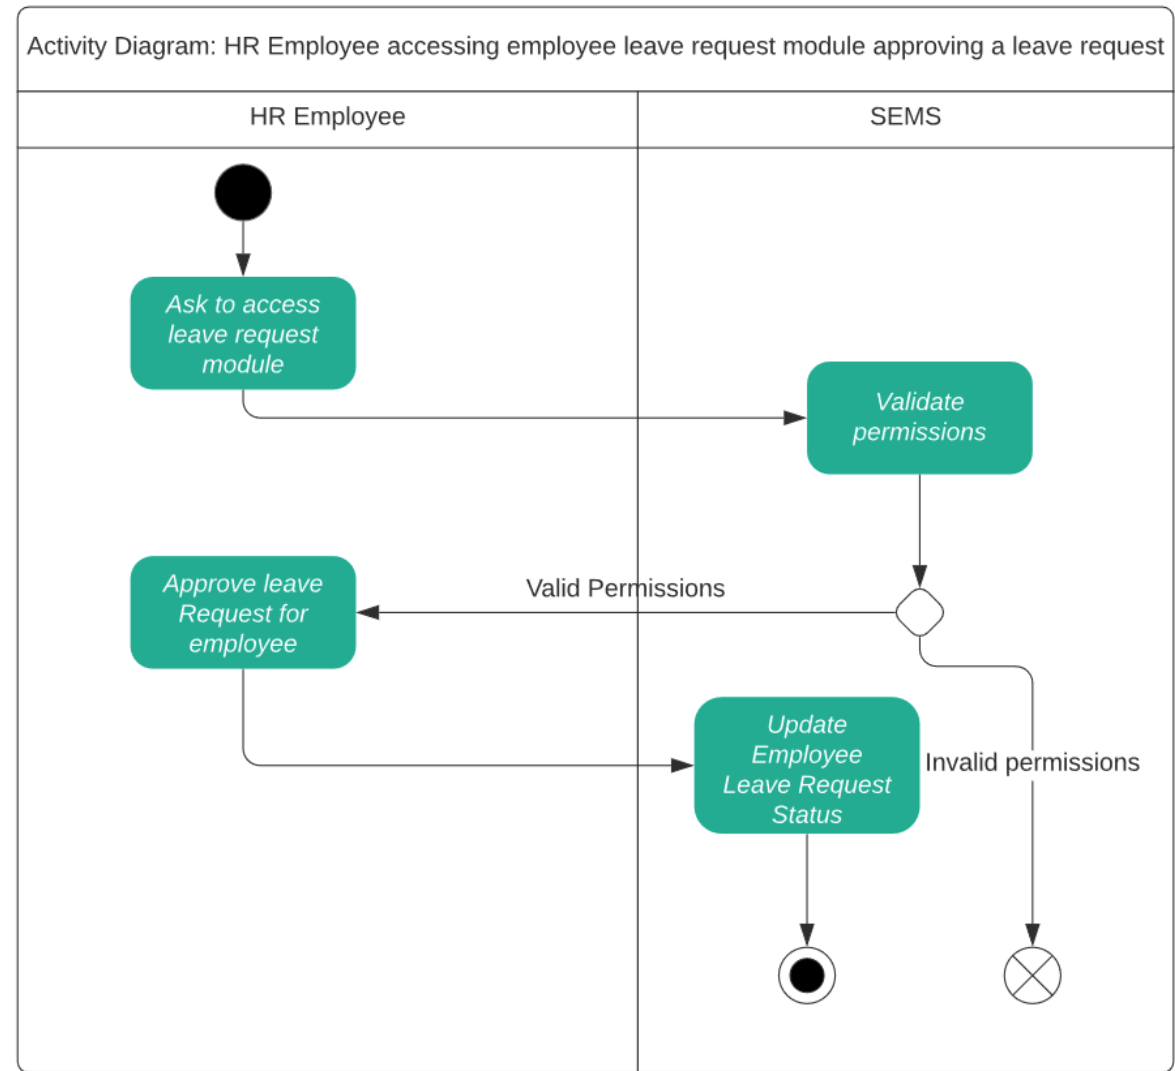 Activity Diagram: HR Employee accessing employee leave request module approving a leave request
HR Employee
SEMS
Ask to access
leave request
module
Validate
permissions
Approve leave
Request for
employee
Valid Permissions
Update
Employee
Leave Request
Status
Invalid permissions